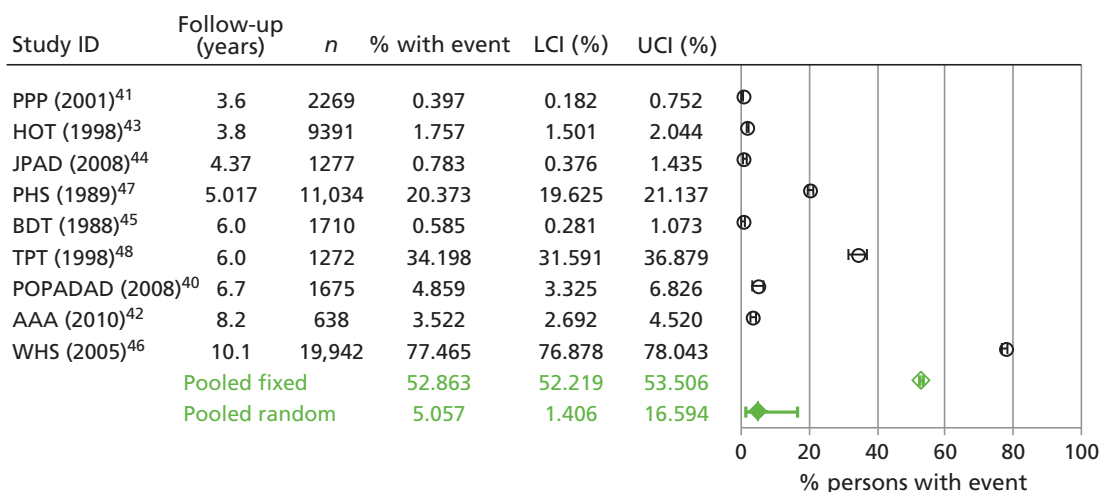 Follow-up
Study ID (years) n % with event LCI (%) UCI (%)
PPP (2001)41 3.6 2269 0.397 0.182 0.752
HOT (1998)43 3.8 9391 1.757 1.501 2.044
JPAD (2008)44 4.37 1277 0.783 0.376 1.435
PHS (1989)47 5.017 11,034 20.373 19.625 21.137
BDT (1988)45 6.0 1710 0.585 0.281 1.073
TPT (1998)48 6.0 1272 34.198 31.591 36.879
POPADAD (2008)40 6.7 1675 4.859 3.325 6.826
AAA (2010)42 8.2 638 3.522 2.692 4.520
WHS (2005)46 10.1 19,942 77.465 76.878 78.043
Pooled fixed 52.863 52.219 53.506
Pooled random 5.057 1.406 16.594
0 20 40 60 80 100
% persons with event